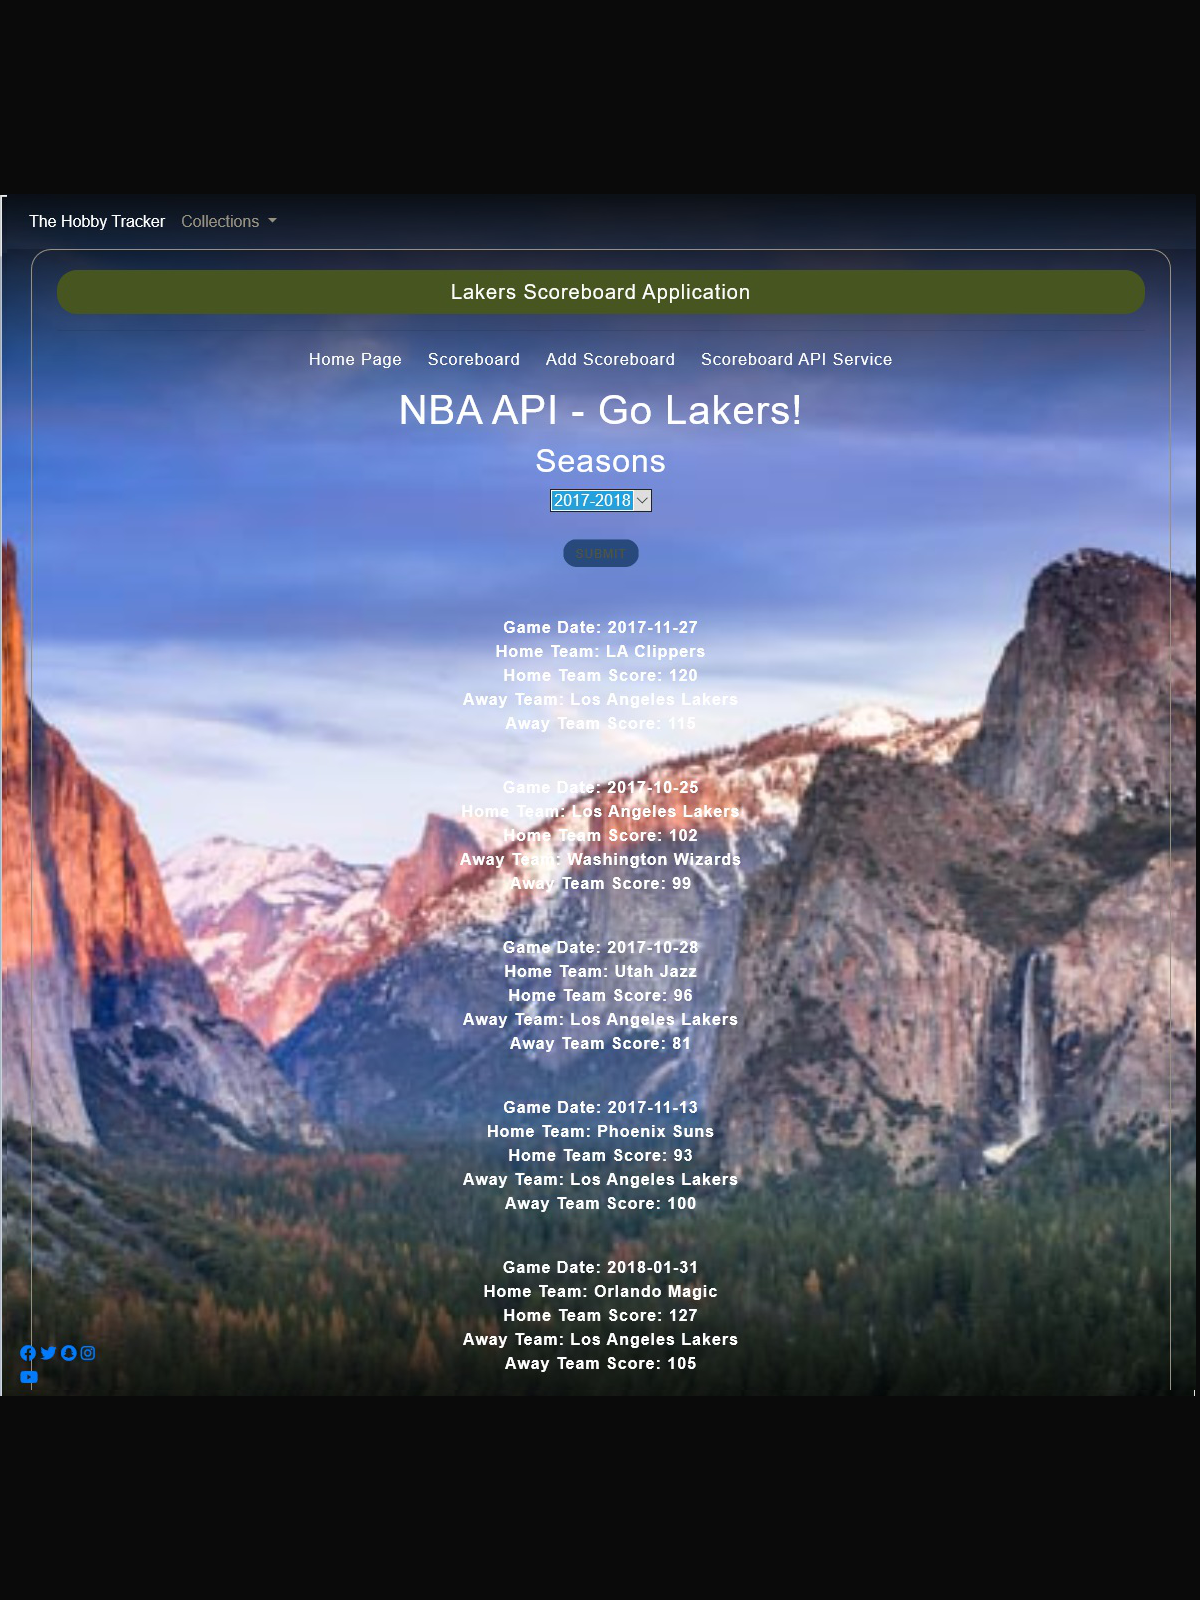 The Hobby Tracker Collections
Lakers Scoreboard Application
Home Page Scoreboard Add Scoreboard Scoreboard API Service
NBA API - Go Lakers!
Seasons
2017-2018
SUBMIT
Game Date: 2017-11-27
Home Team: LA Clippers
Home Team Score: 120
Away Team: Los Angeles Lakers
Away Team Score: 115
Game Date: 2017-10-25
Home Team: Los Angeles Lakers
Home Team Score: 102
Away Team: Washington Wizards
Away Team Score: 99
Game Date: 2017-10-28
Home Team: Utah Jazz
Home Team Score: 96
Away Team: Los Angeles Lakers
Away Team Score: 81
Game Date: 2017-11-13
Home Team: Phoenix Suns
Home Team Score: 93
Away Team: Los Angeles Lakers
Away Team Score: 100
Game Date: 2018-01-31
Home Team: Orlando Magic
Home Team Score: 127
Away Team: Los Angeles Lakers
Away Team Score: 105